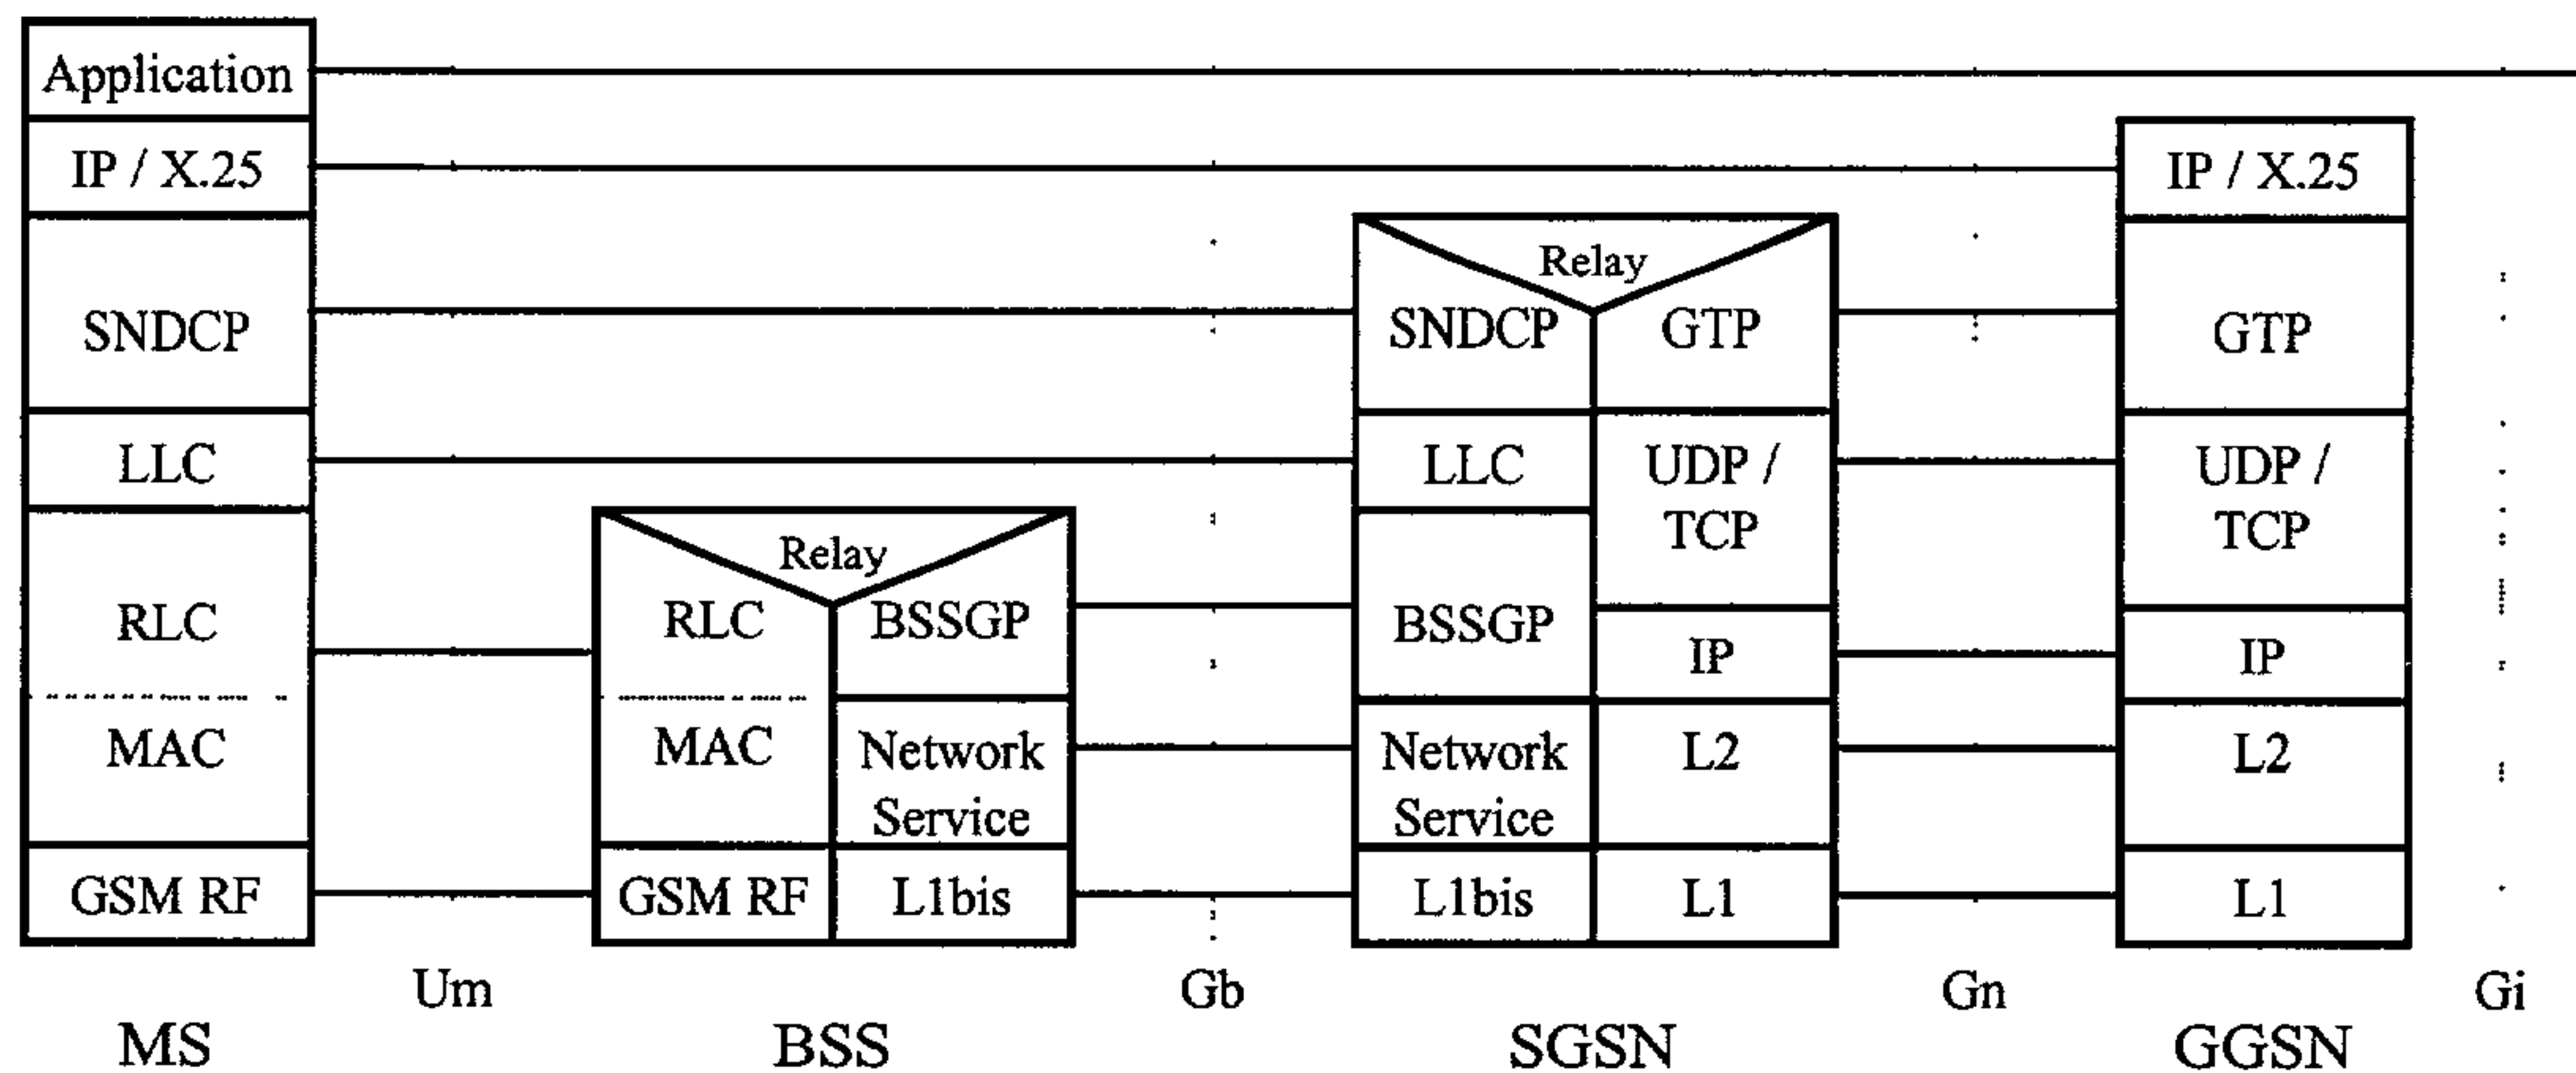 Application
IP / X.25
SNDCP
LLC
RLC
MAC
GSM RF
MS
Um
Relay
RLC
MAC
GSM RF
BSSGP
Network
Service
L1bis
BSS
Gb
Relay
SNDCP
LLC
BSSGP
Network
Service
L1bis
GTP
UDP /
TCP
IP
L2
L1
SGSN
Gn
IP / X.25
GTP
UDP /
TCP
IP
L2
L1
GGSN
Gi